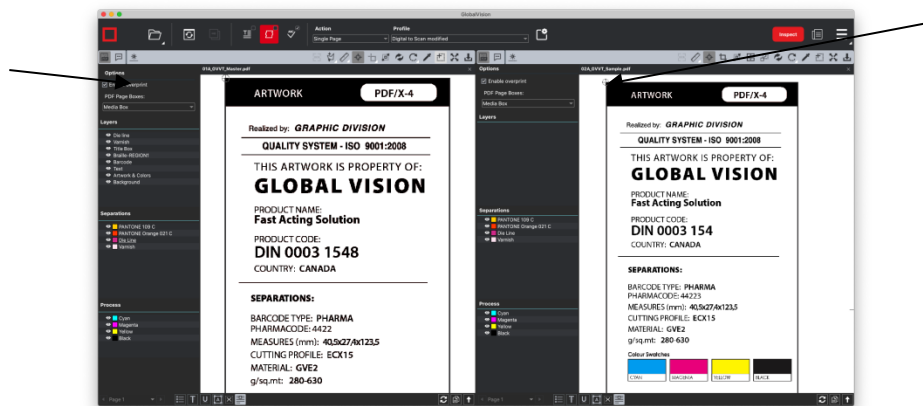 GlobalVision
Action
Profile
Single Page
Digital to Scan modified
Inspect
Options
01A_GVVT_Master.pdf
Enable overprint
PDF Page Boxes:
Media Box
Layers
Die line
Varnish
Title Box
Braille-REGION!
Barcode
Text
Artwork & Colors
Background
Separations
PANTONE 109 C
PANTONE Orange 021 C
Die Line
Varnish
Process
Cyan
Magenta
Yellow
Black
Page 1
ARTWORK
PDF/X-4
Realized by: GRAPHIC DIVISION
QUALITY SYSTEM - ISO 9001:2008
THIS ARTWORK IS PROPERTY OF:
GLOBAL VISION
PRODUCT NAME:
Fast Acting Solution
PRODUCT CODE:
DIN 0003 1548
COUNTRY: CANADA
SEPARATIONS:
BARCODE TYPE: PHARMA
PHARMACODE: 4422
MEASURES (mm): 40,5x27,4x123,5
CUTTING PROFILE: ECX15
MATERIAL: GVE2
g/sq.mt: 280-630
Options
02A_GVVT_Sample.pdf
Enable overprint
PDF Page Boxes:
Media Box
Layers
Separations
PANTONE 109 C
PANTONE Orange 021 C
Die Line
Varnish
Process
Cyan
Magenta
Yellow
Black
Page 1
ARTWORK
PDF/X-4
Realized by: GRAPHIC DIVISION
QUALITY SYSTEM - ISO 9001:2008
THIS ARTWORK IS PROPERTY OF:
GLOBAL VISION
PRODUCT NAME:
Fast Acting Solution
PRODUCT CODE:
DIN 0003 154
COUNTRY: CANADA
SEPARATIONS:
BARCODE TYPE: PHARMA
PHARMACODE: 44223
MEASURES (mm): 40,5x27,4x123,5
CUTTING PROFILE: ECX15
MATERIAL: GVE2
g/sq.mt: 280-630
Colour Swatches
CYAN
MAGENTA
YELLOW
BLACK